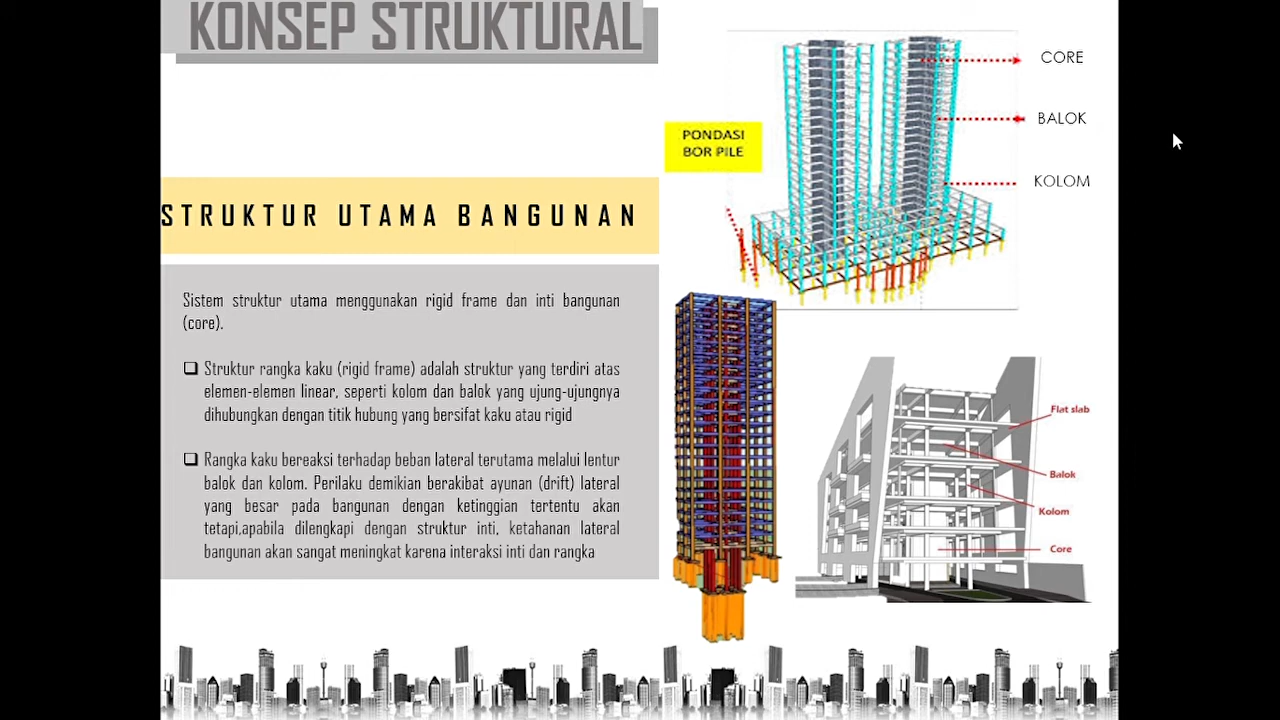 KONSEP STRUKTURAL
STRUKTUR UTAMA BANGUNAN
Sistem struktur utama menggunakan rigid frame dan inti bangunan
(core).
Struktur rangka kaku (rigid frame) adalah struktur yang terdiri atas
elemen-elemen linear, seperti kolom dan balok yang ujung-ujungnya
dihubungkan dengan titik hubung yang bersifat kaku atau rigid
Rangka kaku bereaksi terhadap beban lateral terutama melalui lentur
balok dan kolom. Perilaku demikian berakibat ayunan (drift) lateral
yang besar pada bangunan dengan ketinggian tertentu akan
tetapi,apabila dilengkapi dengan struktur inti, ketahanan lateral
bangunan akan sangat meningkat karena interaksi inti dan rangka
PONDASI
BOR PILE
CORE
BALOK
KOLOM
Flat slab
Balok
Kolom
Core